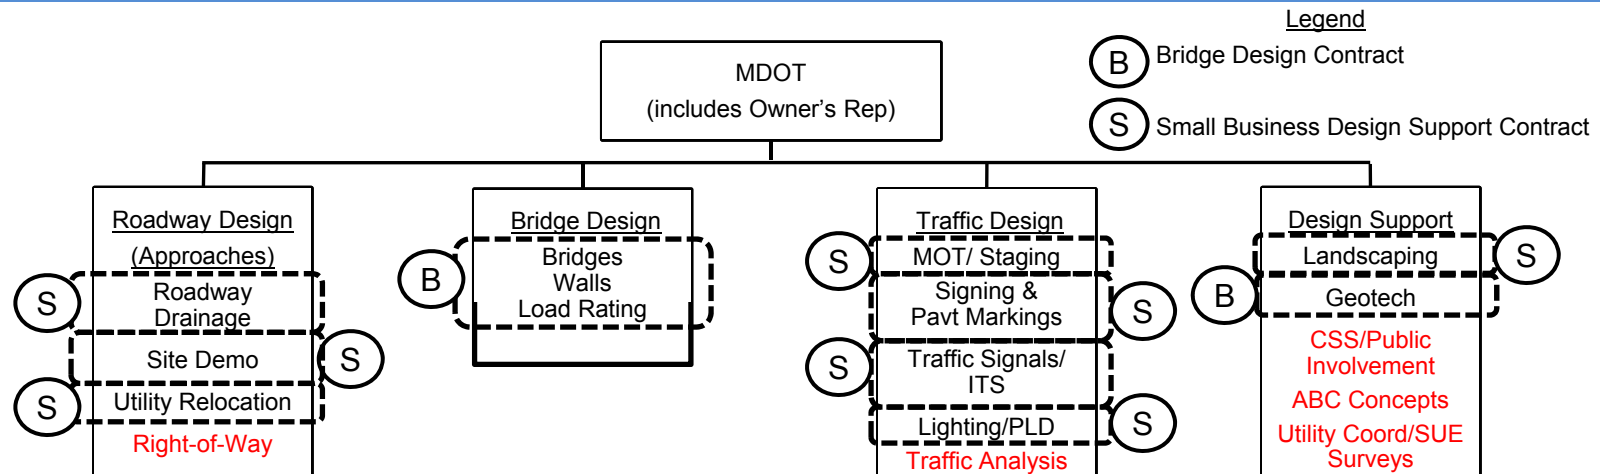 Legend
B Bridge Design Contract
S Small Business Design Support Contract
MDOT
(includes Owner's Rep)
Roadway Design
(Approaches)
S
Roadway
Drainage
Site Demo
S
S
Utility Relocation
Right-of-Way
Bridge Design
B
Bridges
Walls
Load Rating
Traffic Design
S
MOT/ Staging
Signing &
Pavt Markings
S
S
Traffic Signals/
ITS
Lighting/PLD
S
Traffic Analysis
Design Support
Landscaping
S
B
Geotech
CSS/Public
Involvement
ABC Concepts
Utility Coord/SUE
Surveys